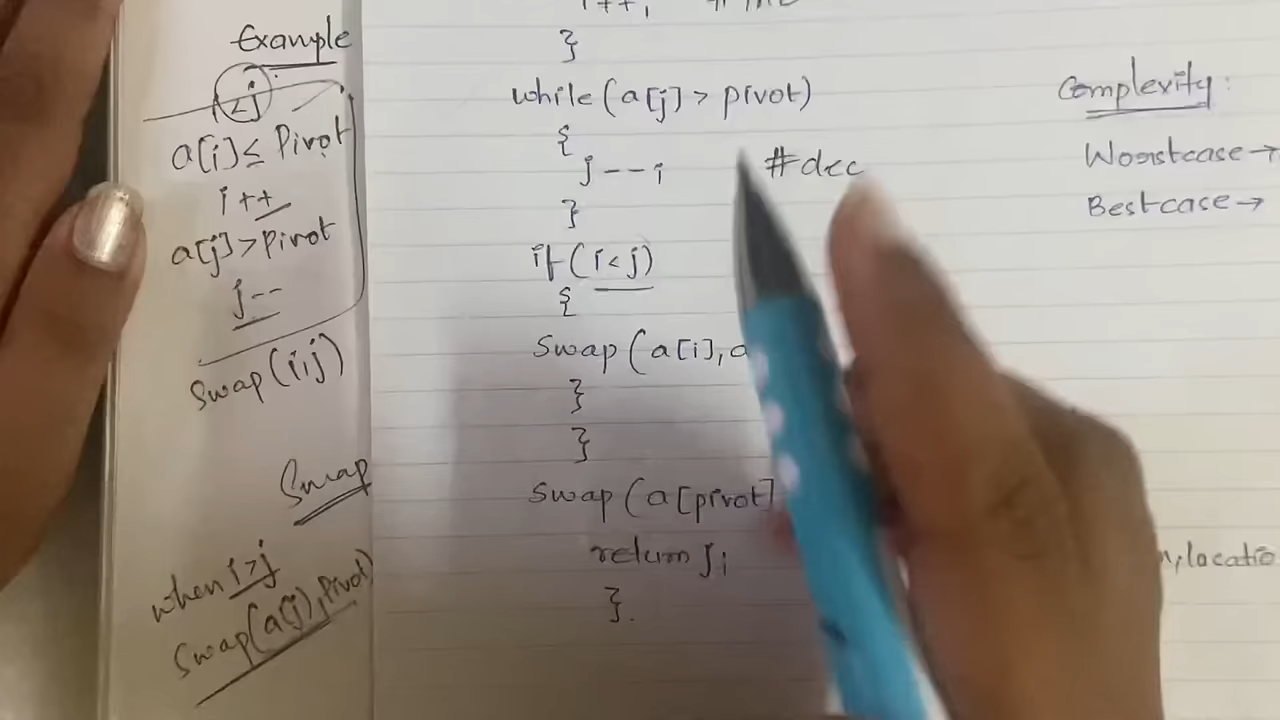 Example
i<j
a[i]≤ Pivot
i++
a[j]>Pivot
j--
Swap(i,j)
Swap
when i>j
Swap(a[j],Pivot)
i++;
}
while (a[j] > pivot)
{
j--; #dec
}
if (i<j)
{
Swap (a[i],a
}
}
Swap (a[pivot]
return j;
}.
Complexity:
Worstcase →
Bestcase →
locatio